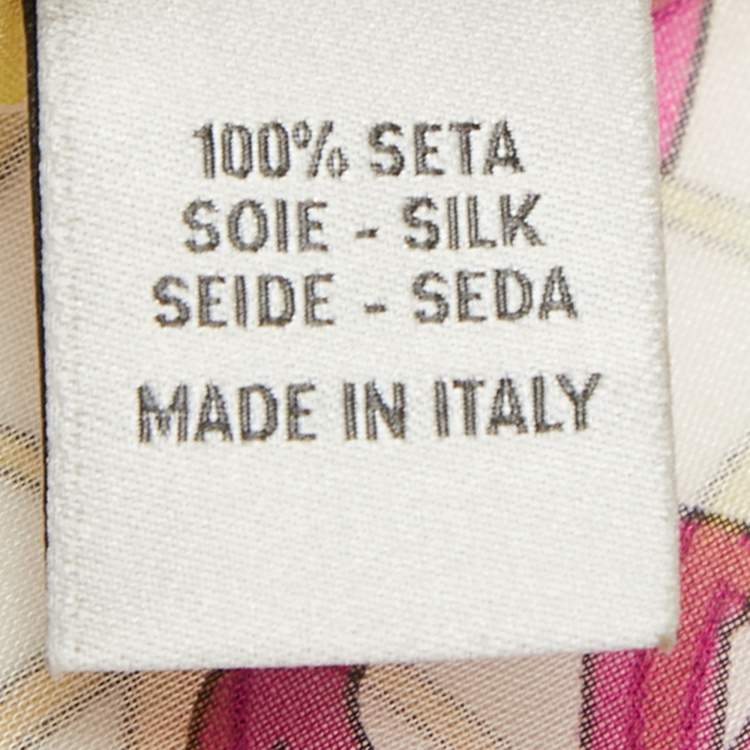 100% SETA
SOIE - SILK
SEIDE - SEDA
MADE IN ITALY